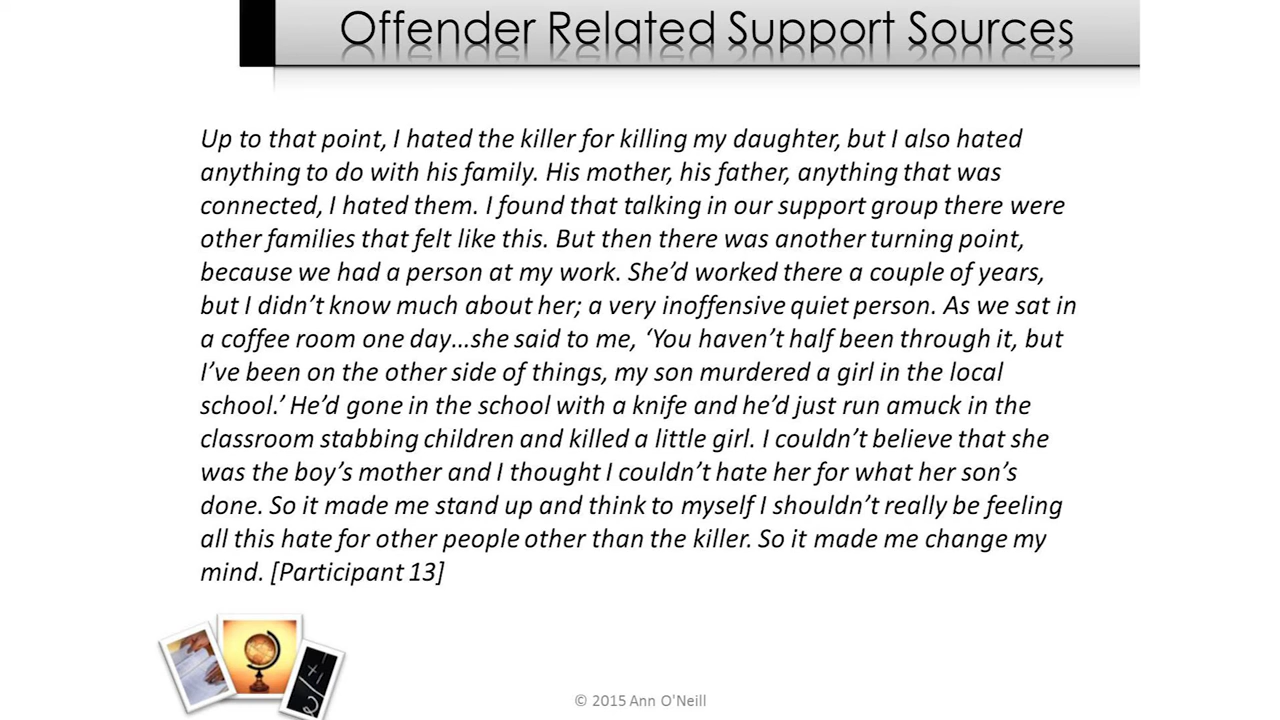 Offender Related Support Sources
Up to that point, I hated the killer for killing my daughter, but I also hated
anything to do with his family. His mother, his father, anything that was
connected, I hated them. I found that talking in our support group there were
other families that felt like this. But then there was another turning point,
because we had a person at my work. She’d worked there a couple of years,
but I didn’t know much about her; a very inoffensive quiet person. As we sat in
a coffee room one day…she said to me, ‘You haven’t half been through it, but
I’ve been on the other side of things, my son murdered a girl in the local
school.’ He’d gone in the school with a knife and he’d just run amuck in the
classroom stabbing children and killed a little girl. I couldn’t believe that she
was the boy’s mother and I thought I couldn’t hate her for what her son’s
done. So it made me stand up and think to myself I shouldn’t really be feeling
all this hate for other people other than the killer. So it made me change my
mind. [Participant 13]
© 2015 Ann O'Neill